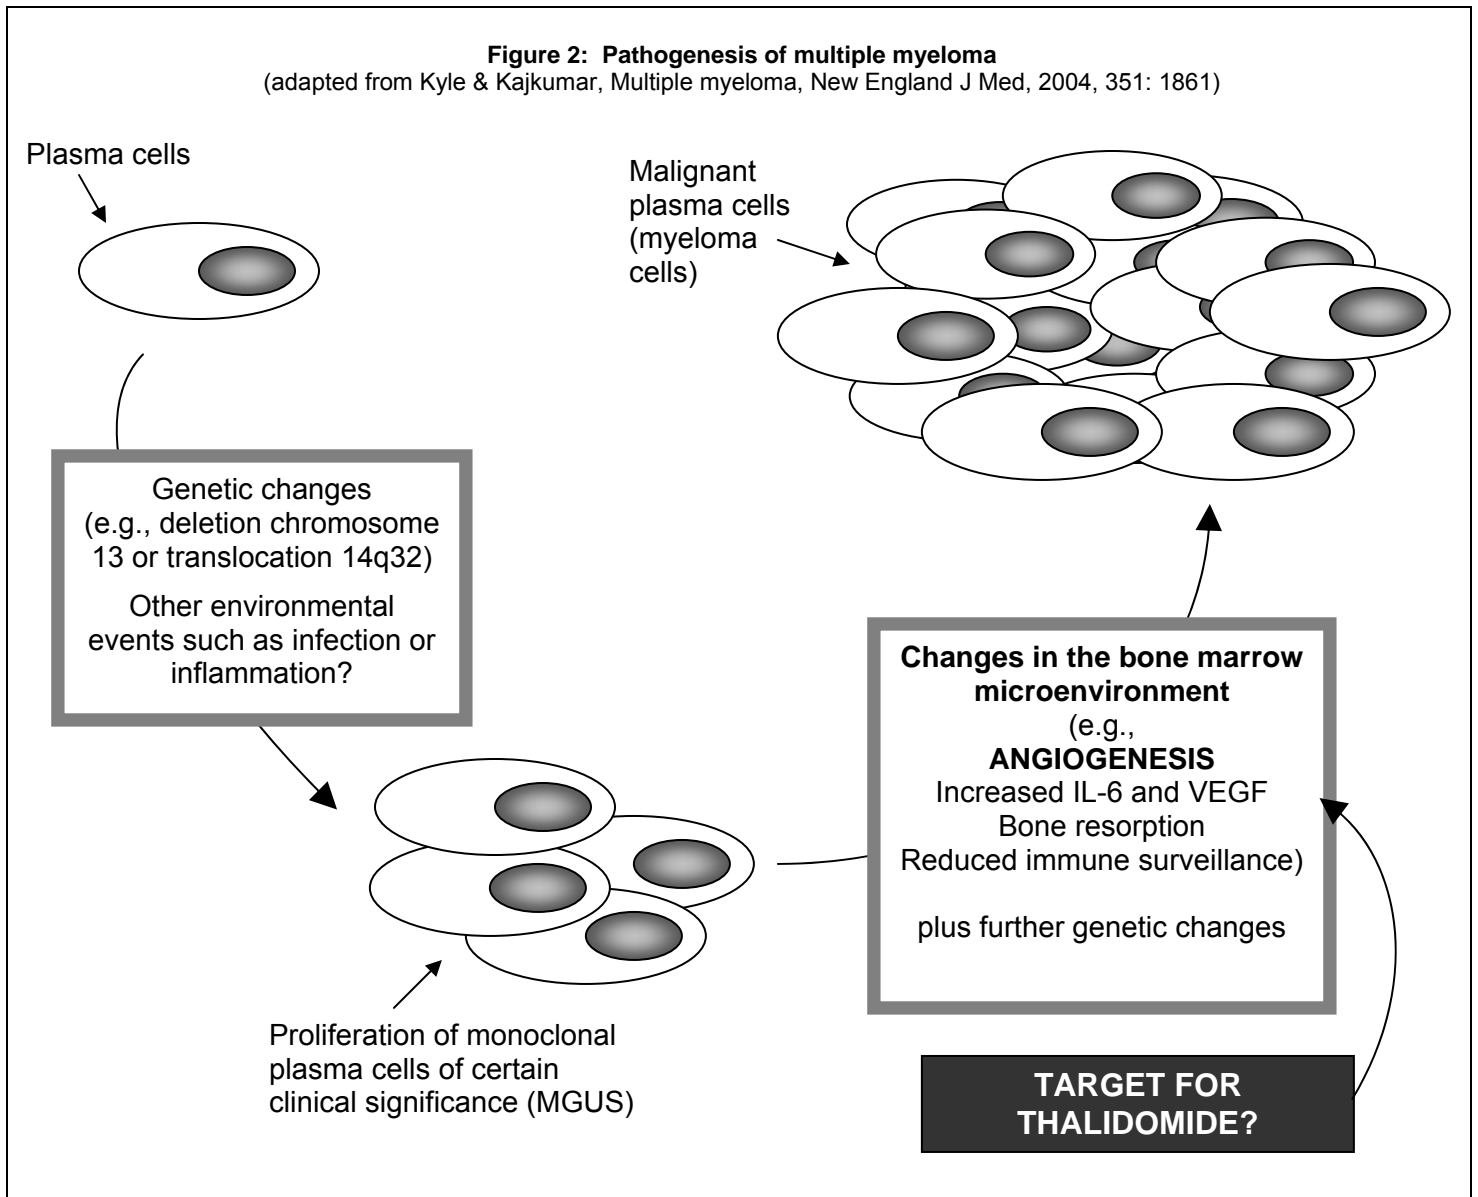 Figure 2: Pathogenesis of multiple myeloma
(adapted from Kyle & Kajkumar, Multiple myeloma, New England J Med, 2004, 351: 1861)
Plasma cells
Malignant
plasma cells
(myeloma
cells)
Genetic changes
(e.g., deletion chromosome
13 or translocation 14q32)
Other environmental
events such as infection or
inflammation?
Changes in the bone marrow
microenvironment
(e.g.,
ANGIOGENESIS
Increased IL-6 and VEGF
Bone resorption
Reduced immune surveillance)
plus further genetic changes
Proliferation of monoclonal
plasma cells of certain
clinical significance (MGUS)
TARGET FOR
THALIDOMIDE?